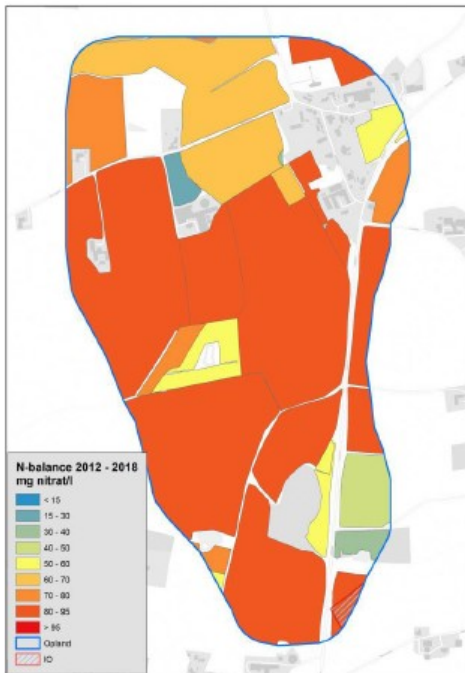 N-balance 2012 - 2018
mg nitrat/l
< 15
15 - 30
30 - 40
40 - 50
50 - 60
60 - 70
70 - 80
80 - 95
> 95
Opland
IO